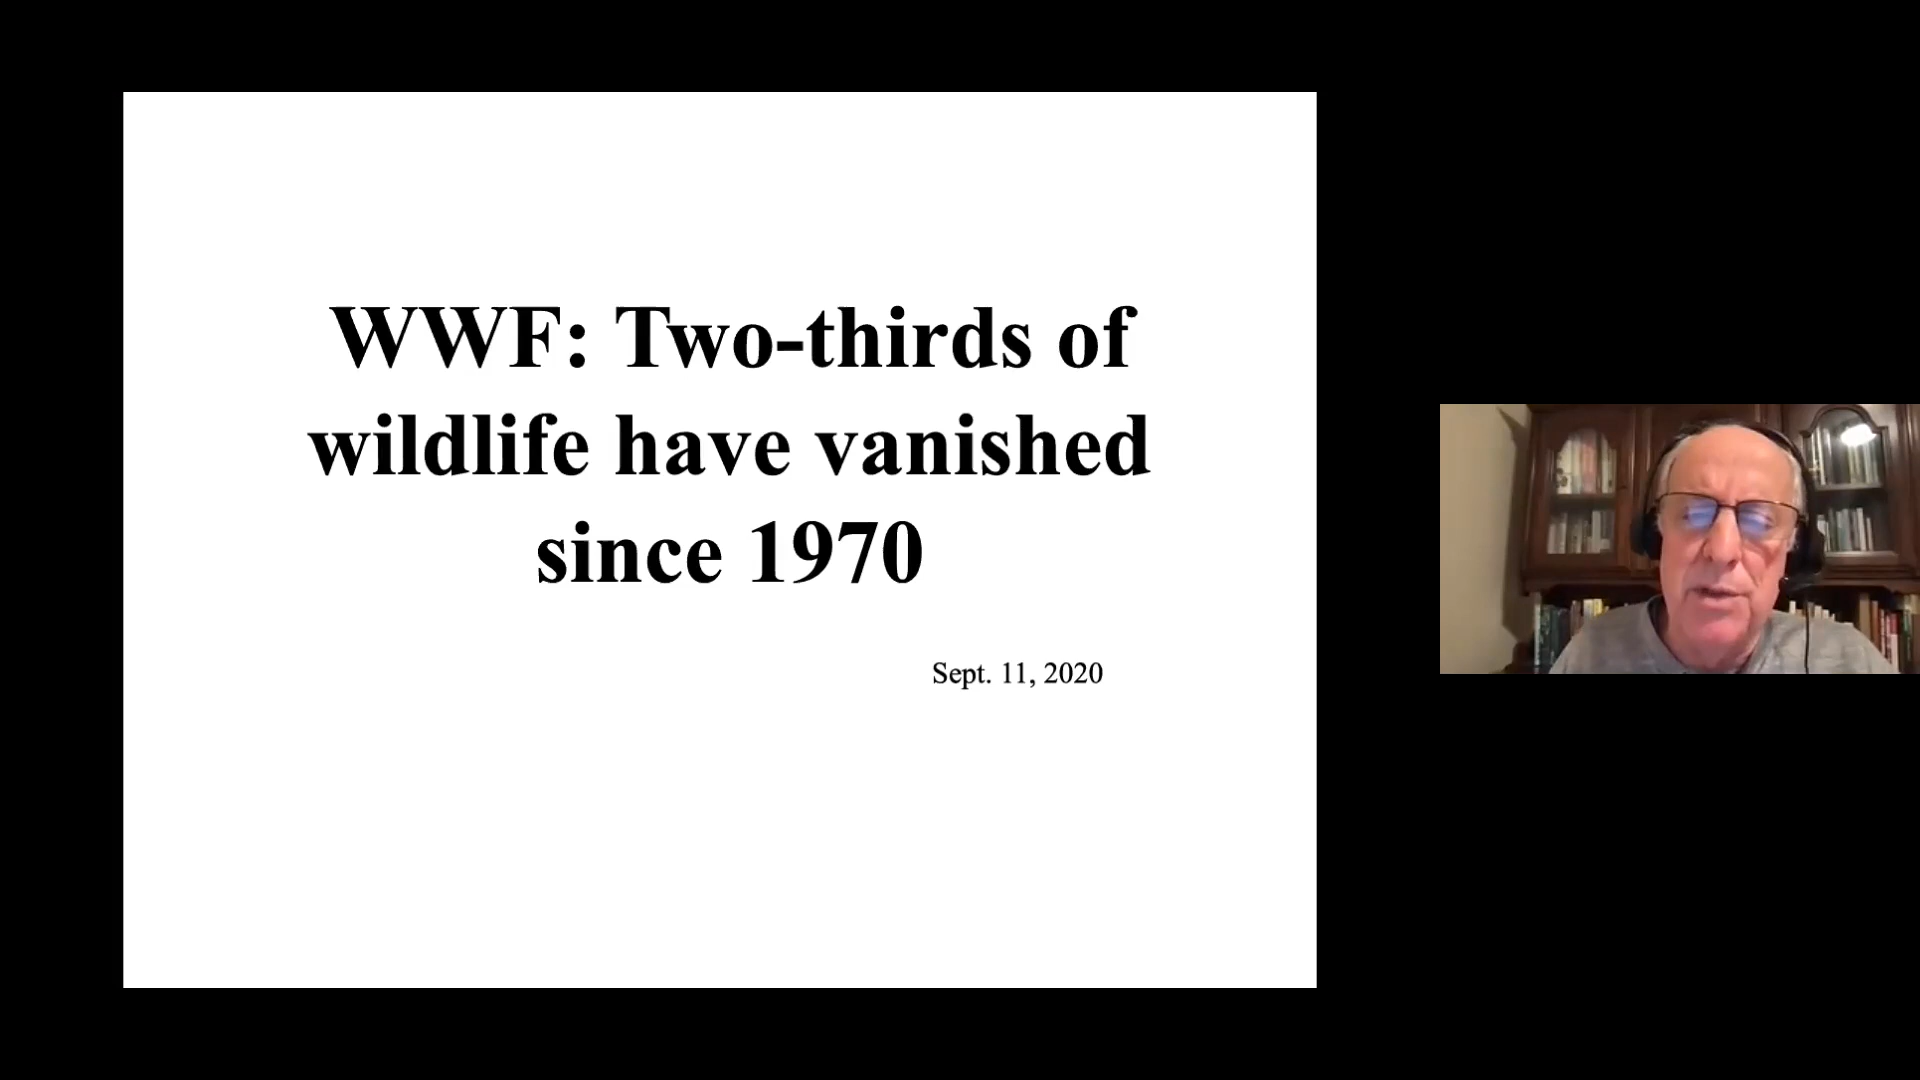 WWF: Two-thirds of
wildlife have vanished
since 1970
Sept. 11, 2020